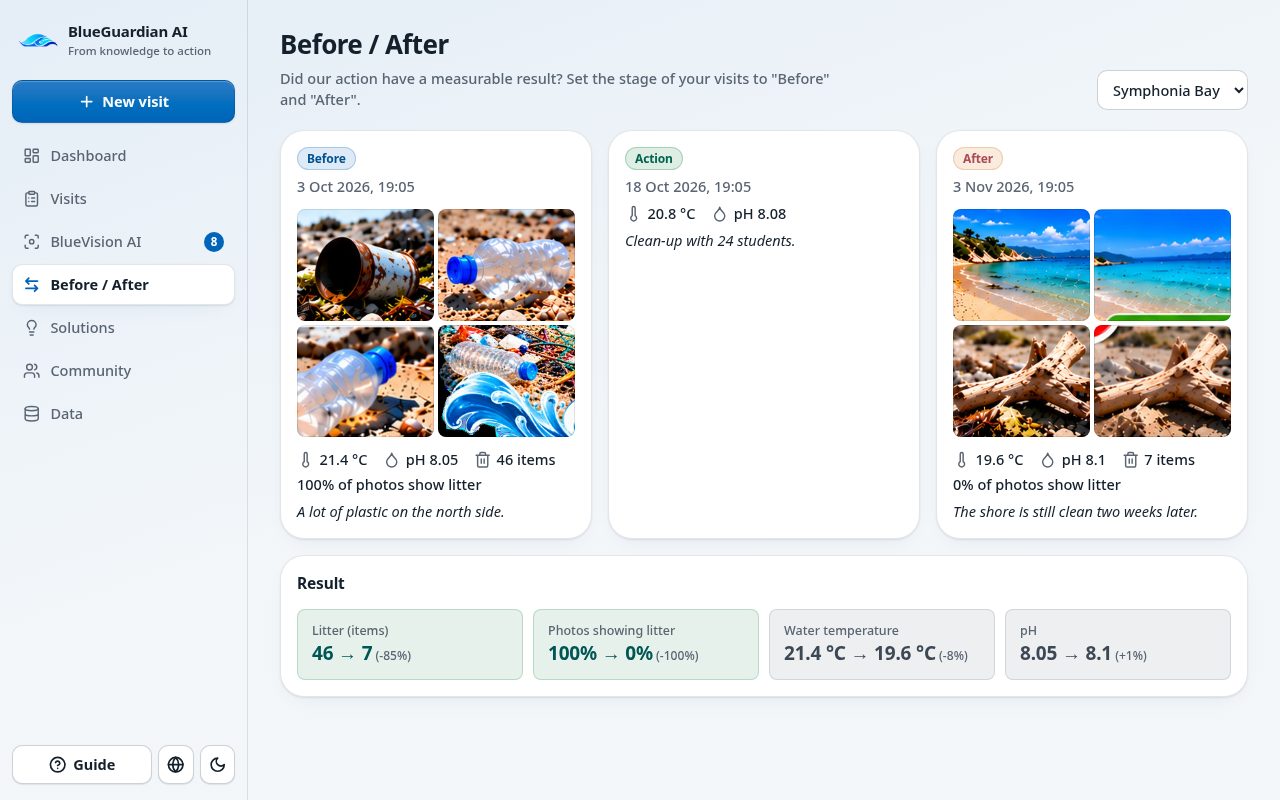 BlueGuardian AI
From knowledge to action
New visit
Dashboard
Visits
BlueVision AI 8
Before / After
Solutions
Community
Data
Guide
Before / After
Did our action have a measurable result? Set the stage of your visits to "Before"
and "After".
Symphonia Bay
Before
3 Oct 2026, 19:05
21.4 °C pH 8.05 46 items
100% of photos show litter
A lot of plastic on the north side.
Action
18 Oct 2026, 19:05
20.8 °C pH 8.08
Clean-up with 24 students.
After
3 Nov 2026, 19:05
19.6 °C pH 8.1 7 items
0% of photos show litter
The shore is still clean two weeks later.
Result
Litter (items)
46 → 7 (-85%)
Photos showing litter
100% → 0% (-100%)
Water temperature
21.4 °C → 19.6 °C (-8%)
pH
8.05 → 8.1 (+1%)